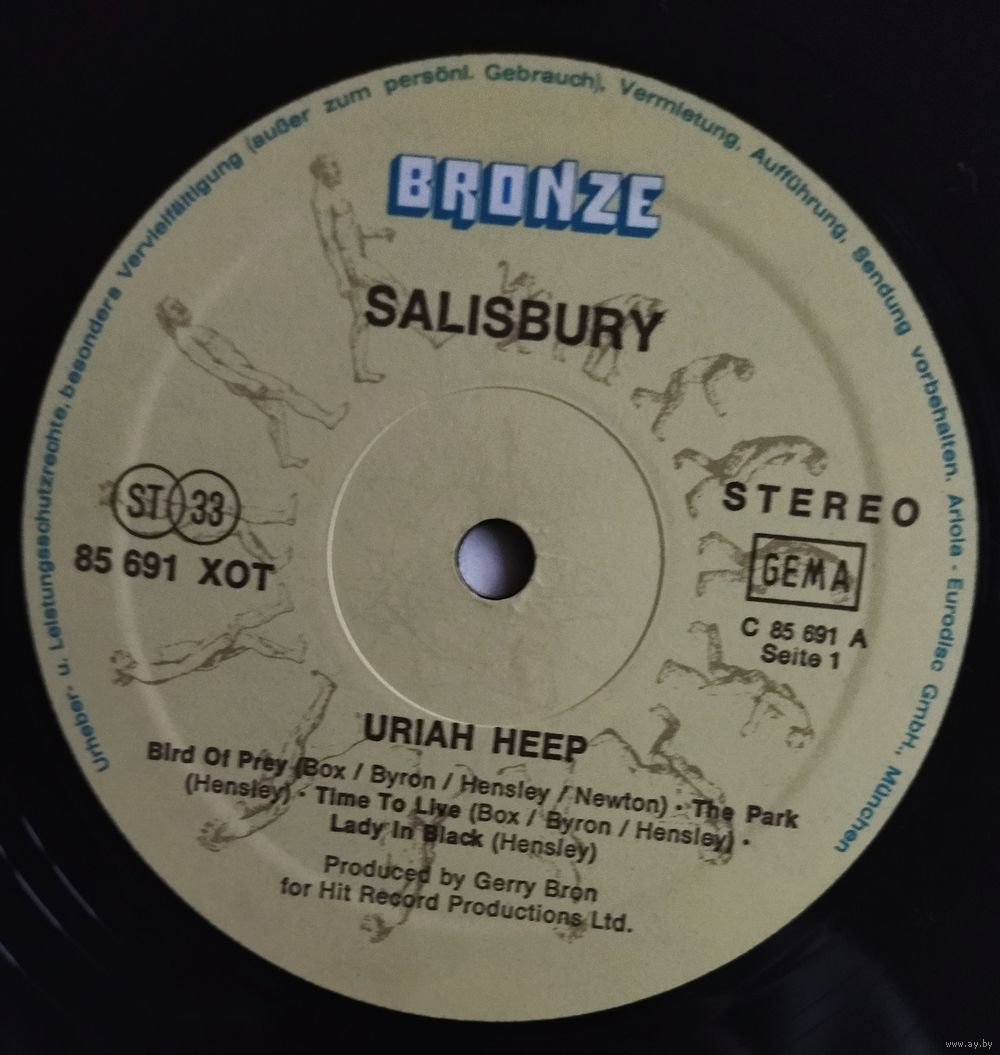 Urheber- u. Leistungsschutzrechte, besonders Vervielfältigung (außer zum persönl. Gebrauch), Vermietung, Aufführung, Sendung vorbehalten. Ariola - Eurodisc GmbH., München
BRONZE
SALISBURY
ST 33
85 691 XOT
STEREO
GEMA
C 85 691 A
Seite 1
URIAH HEEP
Bird Of Prey (Box / Byron / Hensley / Newton) · The Park
(Hensley) · Time To Live (Box / Byron / Hensley) ·
Lady In Black (Hensley)
Produced by Gerry Bron
for Hit Record Productions Ltd.
www.ay.by